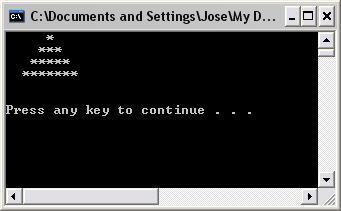 C:\Documents and Settings\Jose\My D...
*
***
*****
*******
Press any key to continue . . .